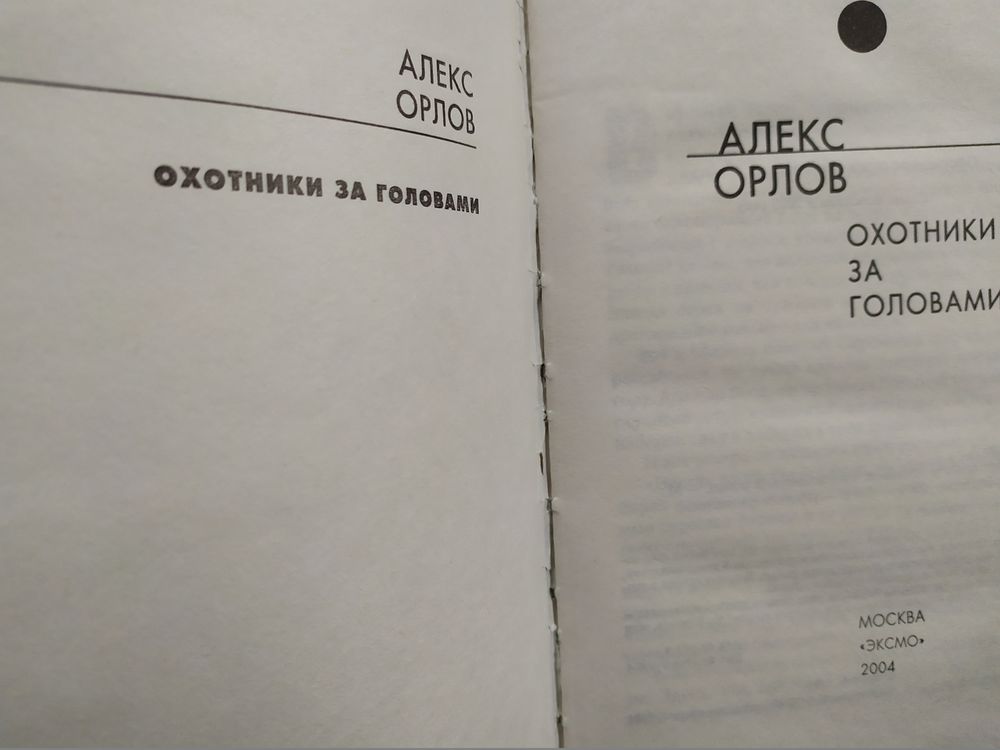 АЛЕКС
ОРЛОВ
ОХОТНИКИ ЗА ГОЛОВАМИ
АЛЕКС
ОРЛОВ
ОХОТНИКИ
ЗА
ГОЛОВАМИ
МОСКВА
«ЭКСМО»
2004